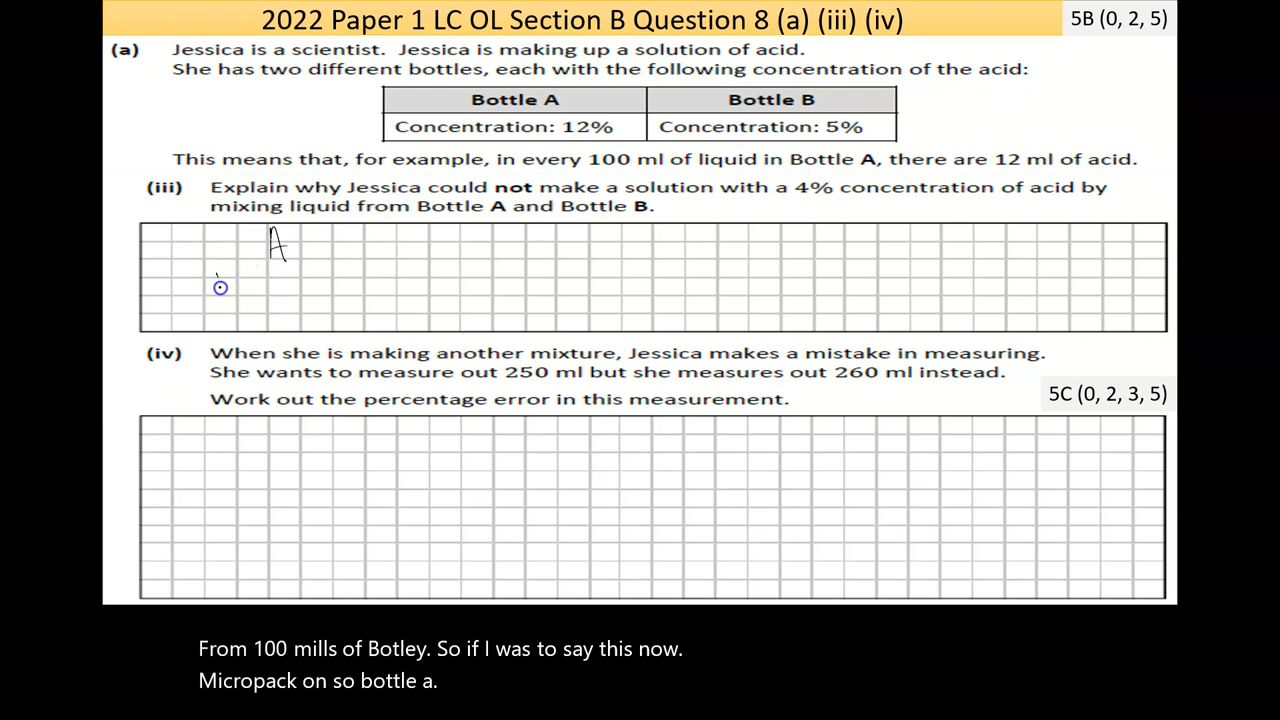 2022 Paper 1 LC OL Section B Question 8 (a) (iii) (iv)
5B (0, 2, 5)
(a) Jessica is a scientist. Jessica is making up a solution of acid.
She has two different bottles, each with the following concentration of the acid:
Bottle A Bottle B
Concentration: 12% Concentration: 5%
This means that, for example, in every 100 ml of liquid in Bottle A, there are 12 ml of acid.
(iii) Explain why Jessica could not make a solution with a 4% concentration of acid by
mixing liquid from Bottle A and Bottle B.
A
(iv) When she is making another mixture, Jessica makes a mistake in measuring.
She wants to measure out 250 ml but she measures out 260 ml instead.
Work out the percentage error in this measurement.
5C (0, 2, 3, 5)
From 100 mills of Botley. So if I was to say this now.
Micropack on so bottle a.